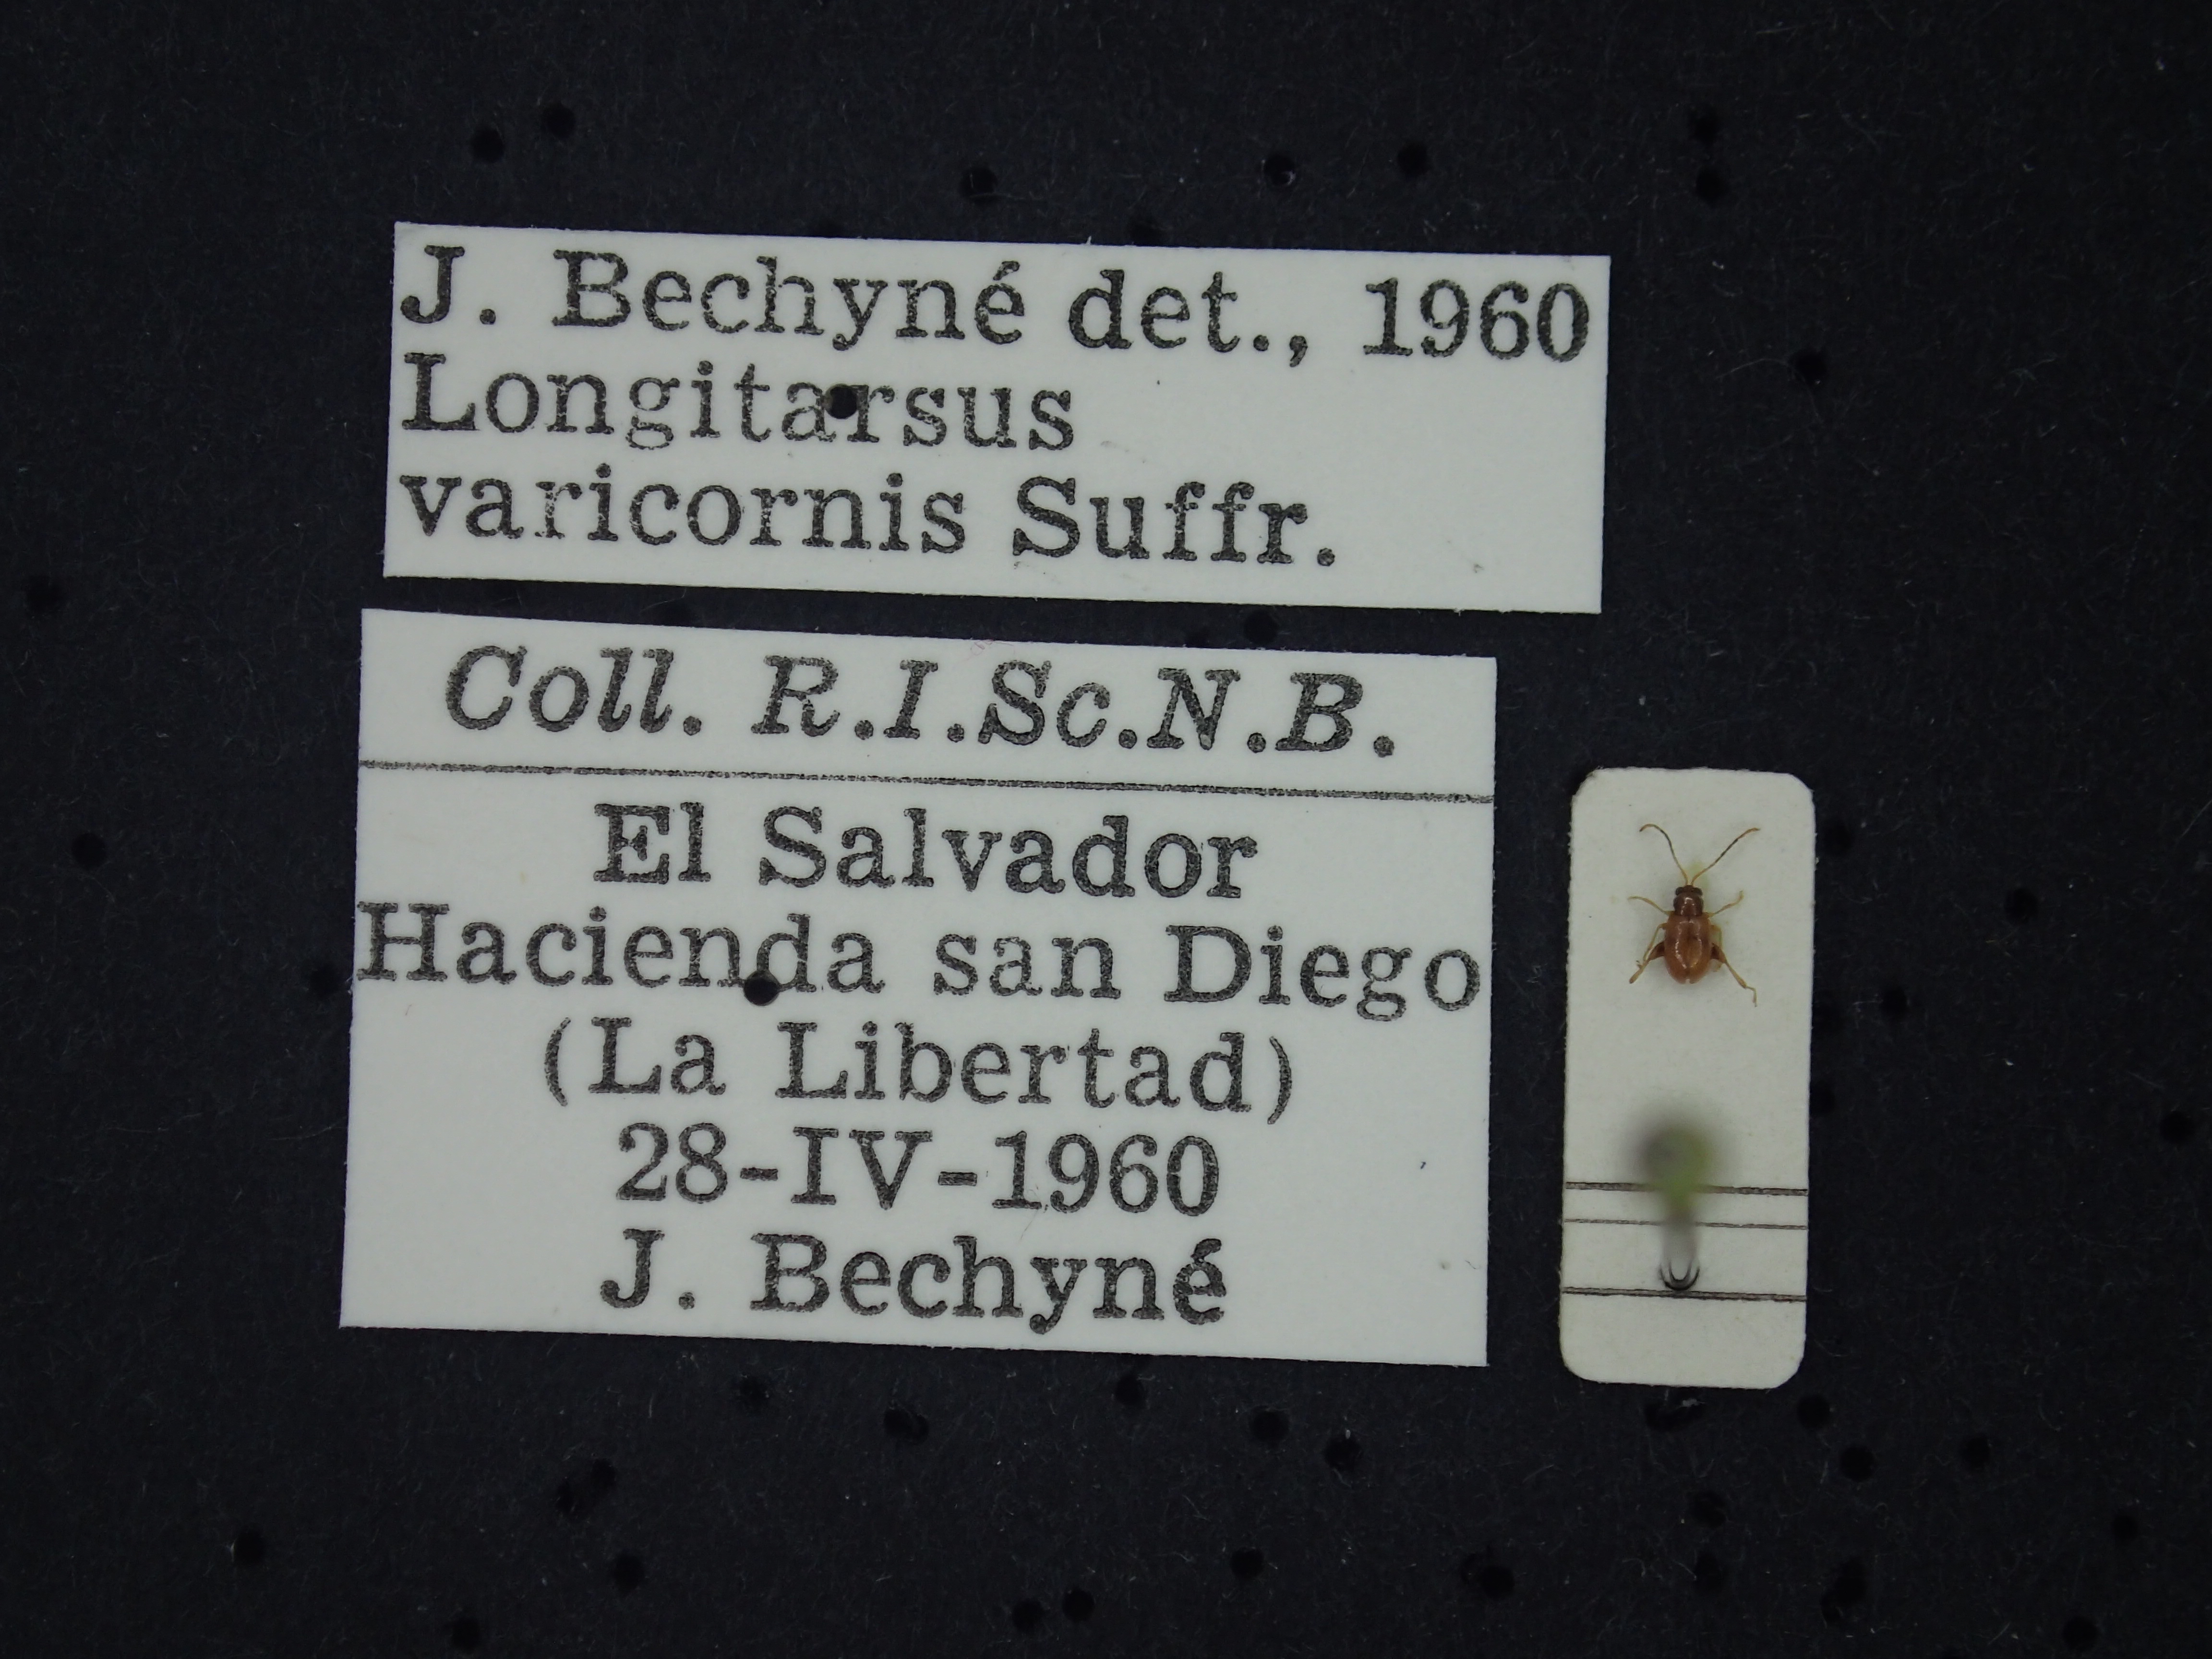 J. Bechyné det., 1960
Longitarsus
varicornis Suffr.
Coll. R.I.Sc.N.B.
El Salvador
Hacienda san Diego
(La Libertad)
28-IV-1960
J. Bechyné